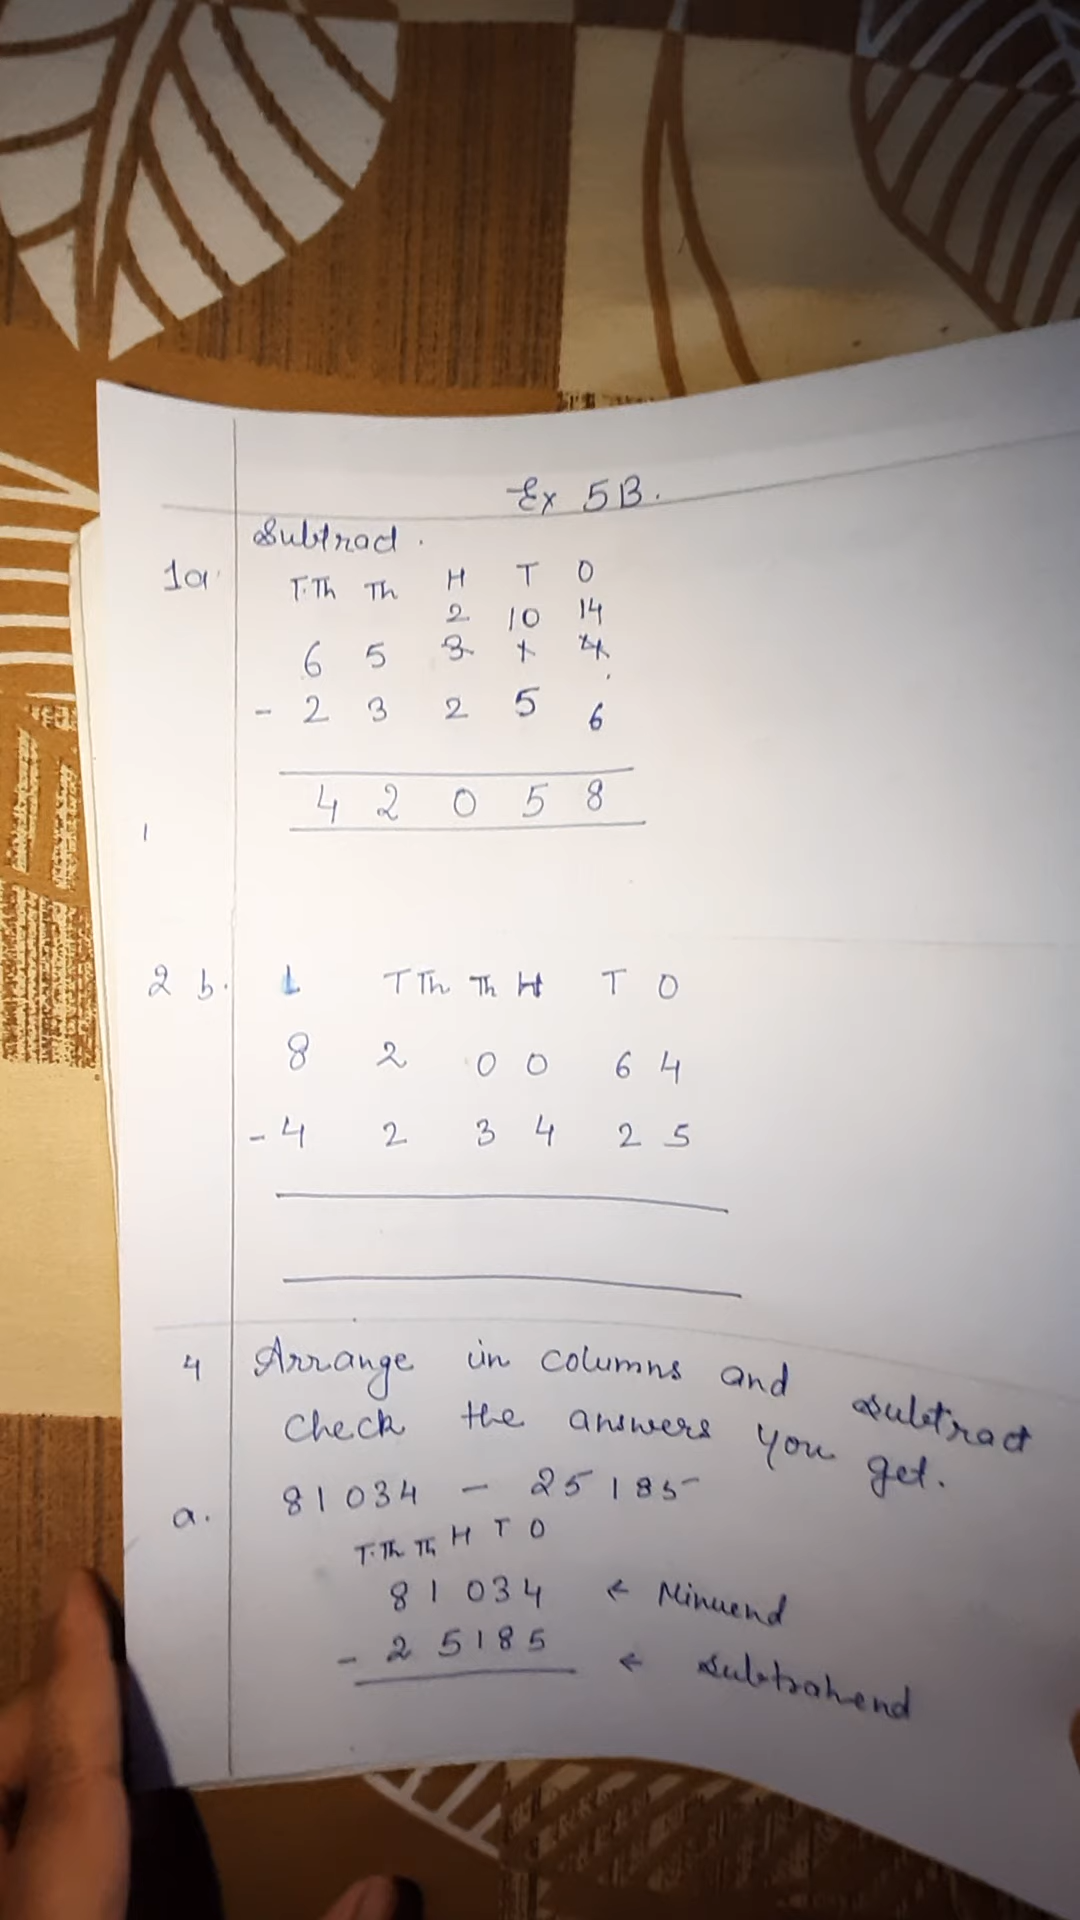 Ex 5B.
Subtract.
1a. T.Th Th H T O
2 10 14
6 5 3 1 4
- 2 3 2 5 6
4 2 0 5 8
2 b. L T Th Th H T O
8 2 0 0 6 4
- 4 2 3 4 2 5
4 Arrange in columns and subtract
check the answers you get.
a. 81034 - 25185
T.Th Th H T O
8 1 0 3 4 ← Minuend
- 2 5 1 8 5 ← Subtrahend